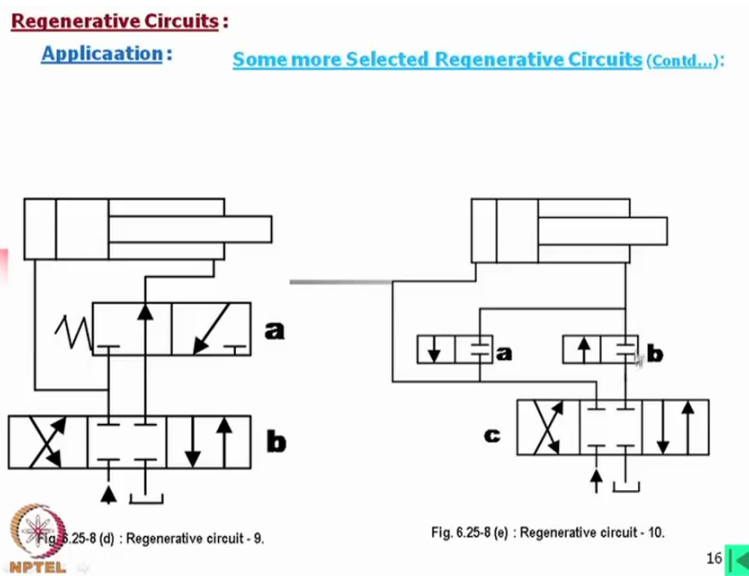 Regenerative Circuits :
Applicaation :
Some more Selected Regenerative Circuits (Contd...):
a
b
a
b
c
Fig. 6.25-8 (d) : Regenerative circuit - 9.
Fig. 6.25-8 (e) : Regenerative circuit - 10.
NPTEL
16